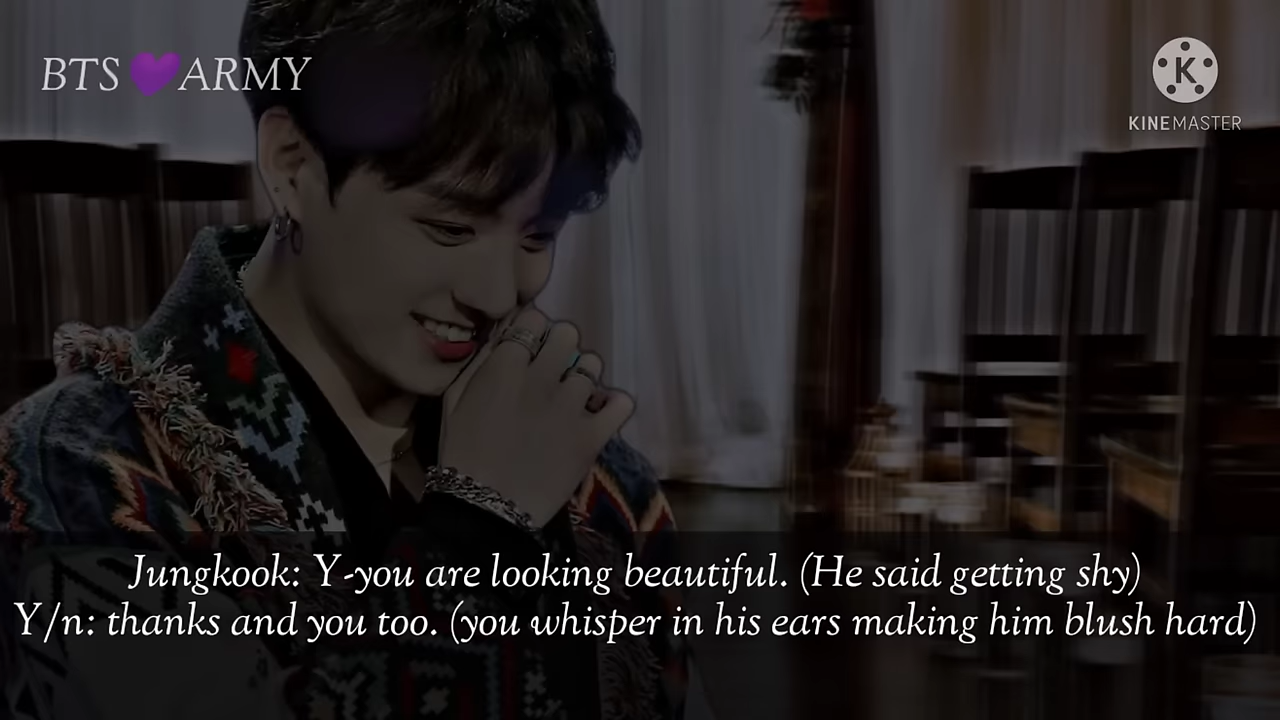 BTS 💜 ARMY
K
KINEMASTER
Jungkook: Y-you are looking beautiful. (He said getting shy)
Y/n: thanks and you too. (you whisper in his ears making him blush hard)